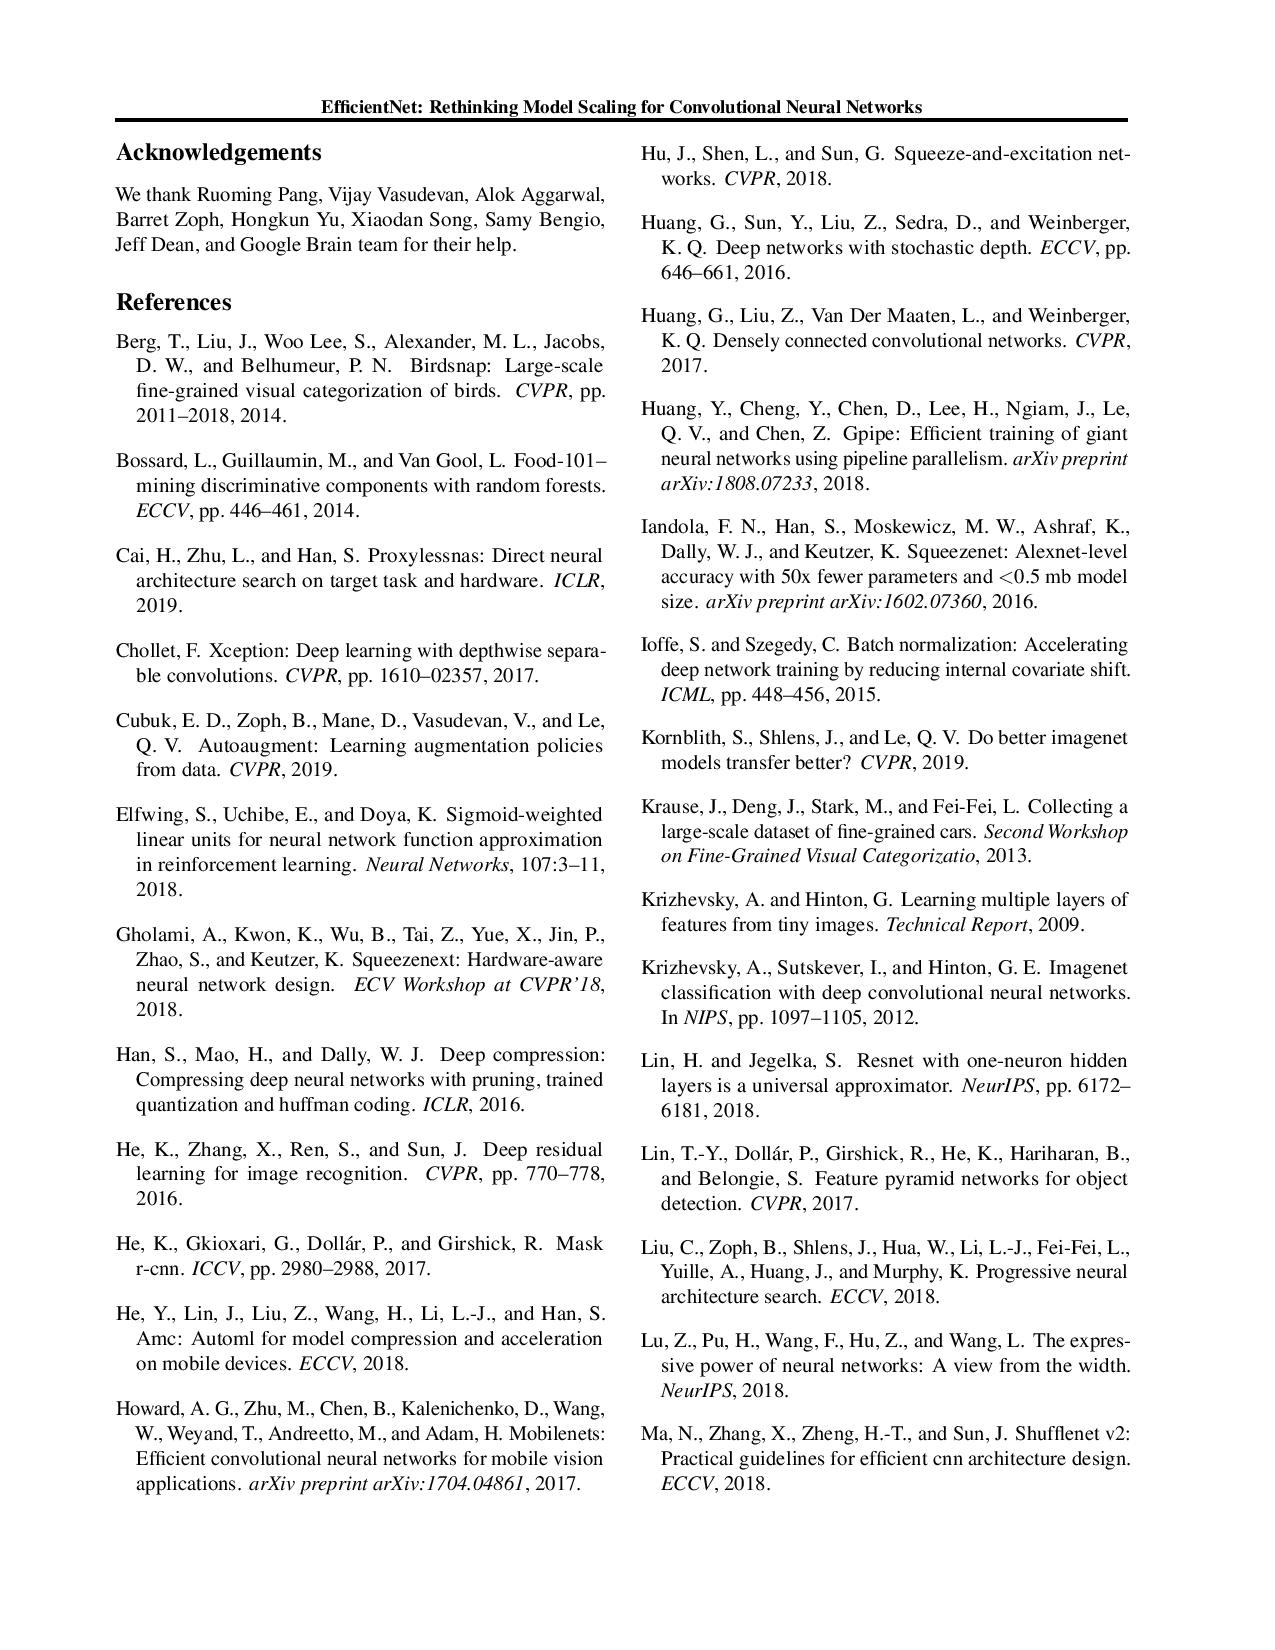 EfficientNet: Rethinking Model Scaling for Convolutional Neural Networks
Acknowledgements
We thank Ruoming Pang, Vijay Vasudevan, Alok Aggarwal,
Barret Zoph, Hongkun Yu, Xiaodan Song, Samy Bengio,
Jeff Dean, and Google Brain team for their help.
References
Berg, T., Liu, J., Woo Lee, S., Alexander, M. L., Jacobs,
D. W., and Belhumeur, P. N. Birdsnap: Large-scale
fine-grained visual categorization of birds. CVPR, pp.
2011–2018, 2014.
Bossard, L., Guillaumin, M., and Van Gool, L. Food-101–
mining discriminative components with random forests.
ECCV, pp. 446–461, 2014.
Cai, H., Zhu, L., and Han, S. Proxylessnas: Direct neural
architecture search on target task and hardware. ICLR,
2019.
Chollet, F. Xception: Deep learning with depthwise separa-
ble convolutions. CVPR, pp. 1610–02357, 2017.
Cubuk, E. D., Zoph, B., Mane, D., Vasudevan, V., and Le,
Q. V. Autoaugment: Learning augmentation policies
from data. CVPR, 2019.
Elfwing, S., Uchibe, E., and Doya, K. Sigmoid-weighted
linear units for neural network function approximation
in reinforcement learning. Neural Networks, 107:3–11,
2018.
Gholami, A., Kwon, K., Wu, B., Tai, Z., Yue, X., Jin, P.,
Zhao, S., and Keutzer, K. Squeezenext: Hardware-aware
neural network design. ECV Workshop at CVPR'18,
2018.
Han, S., Mao, H., and Dally, W. J. Deep compression:
Compressing deep neural networks with pruning, trained
quantization and huffman coding. ICLR, 2016.
He, K., Zhang, X., Ren, S., and Sun, J. Deep residual
learning for image recognition. CVPR, pp. 770–778,
2016.
He, K., Gkioxari, G., Dollár, P., and Girshick, R. Mask
r-cnn. ICCV, pp. 2980–2988, 2017.
He, Y., Lin, J., Liu, Z., Wang, H., Li, L.-J., and Han, S.
Amc: Automl for model compression and acceleration
on mobile devices. ECCV, 2018.
Howard, A. G., Zhu, M., Chen, B., Kalenichenko, D., Wang,
W., Weyand, T., Andreetto, M., and Adam, H. Mobilenets:
Efficient convolutional neural networks for mobile vision
applications. arXiv preprint arXiv:1704.04861, 2017.
Hu, J., Shen, L., and Sun, G. Squeeze-and-excitation net-
works. CVPR, 2018.
Huang, G., Sun, Y., Liu, Z., Sedra, D., and Weinberger,
K. Q. Deep networks with stochastic depth. ECCV, pp.
646–661, 2016.
Huang, G., Liu, Z., Van Der Maaten, L., and Weinberger,
K. Q. Densely connected convolutional networks. CVPR,
2017.
Huang, Y., Cheng, Y., Chen, D., Lee, H., Ngiam, J., Le,
Q. V., and Chen, Z. Gpipe: Efficient training of giant
neural networks using pipeline parallelism. arXiv preprint
arXiv:1808.07233, 2018.
Iandola, F. N., Han, S., Moskewicz, M. W., Ashraf, K.,
Dally, W. J., and Keutzer, K. Squeezenet: Alexnet-level
accuracy with 50x fewer parameters and <0.5 mb model
size. arXiv preprint arXiv:1602.07360, 2016.
Ioffe, S. and Szegedy, C. Batch normalization: Accelerating
deep network training by reducing internal covariate shift.
ICML, pp. 448–456, 2015.
Kornblith, S., Shlens, J., and Le, Q. V. Do better imagenet
models transfer better? CVPR, 2019.
Krause, J., Deng, J., Stark, M., and Fei-Fei, L. Collecting a
large-scale dataset of fine-grained cars. Second Workshop
on Fine-Grained Visual Categorizatio, 2013.
Krizhevsky, A. and Hinton, G. Learning multiple layers of
features from tiny images. Technical Report, 2009.
Krizhevsky, A., Sutskever, I., and Hinton, G. E. Imagenet
classification with deep convolutional neural networks.
In NIPS, pp. 1097–1105, 2012.
Lin, H. and Jegelka, S. Resnet with one-neuron hidden
layers is a universal approximator. NeurIPS, pp. 6172–
6181, 2018.
Lin, T.-Y., Dollár, P., Girshick, R., He, K., Hariharan, B.,
and Belongie, S. Feature pyramid networks for object
detection. CVPR, 2017.
Liu, C., Zoph, B., Shlens, J., Hua, W., Li, L.-J., Fei-Fei, L.,
Yuille, A., Huang, J., and Murphy, K. Progressive neural
architecture search. ECCV, 2018.
Lu, Z., Pu, H., Wang, F., Hu, Z., and Wang, L. The expres-
sive power of neural networks: A view from the width.
NeurIPS, 2018.
Ma, N., Zhang, X., Zheng, H.-T., and Sun, J. Shufflenet v2:
Practical guidelines for efficient cnn architecture design.
ECCV, 2018.